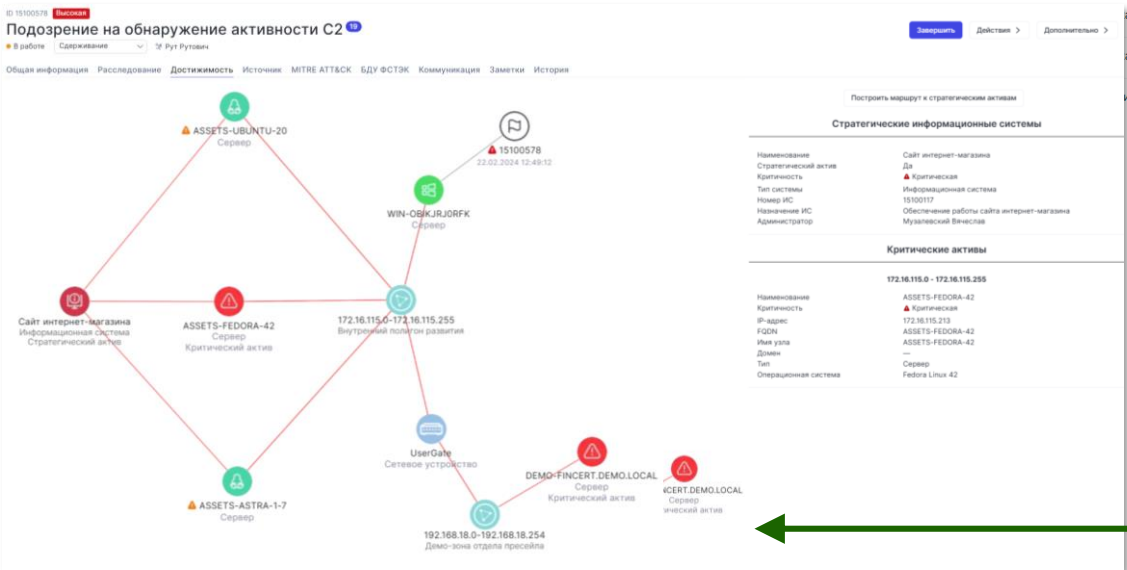 ID 15100578 Высокая
Подозрение на обнаружение активности C2 19
В работе Сдерживание Рут Рутович
Завершить Действия Дополнительно
Общая информация Расследование Достижимость Источник MITRE ATT&CK БДУ ФСТЭК Коммуникация Заметки История
ASSETS-UBUNTU-20
Сервер
15100578
22.02.2024 12:49:12
WIN-OBIKJRJ0RFK
Сервер
Сайт интернет-магазина
Информационная система
Стратегический актив
ASSETS-FEDORA-42
Сервер
Критический актив
172.16.115.0-172.16.115.255
Внутренний полигон развития
UserGate
Сетевое устройство
DEMO-FINCERT.DEMO.LOCAL
Сервер
Критический актив
NCERT.DEMO.LOCAL
Сервер
ический актив
ASSETS-ASTRA-1-7
Сервер
192.168.18.0-192.168.18.254
Демо-зона отдела пресейла
Построить маршрут к стратегическим активам
Стратегические информационные системы
Наименование Сайт интернет-магазина
Стратегический актив Да
Критичность Критическая
Тип системы Информационная система
Номер ИС 15100117
Назначение ИС Обеспечение работы сайта интернет-магазина
Администратор Музалевский Вячеслав
Критические активы
172.16.115.0 - 172.16.115.255
Наименование ASSETS-FEDORA-42
Критичность Критическая
IP-адрес 172.16.115.213
FQDN ASSETS-FEDORA-42
Имя узла ASSETS-FEDORA-42
Домен —
Тип Сервер
Операционная система Fedora Linux 42